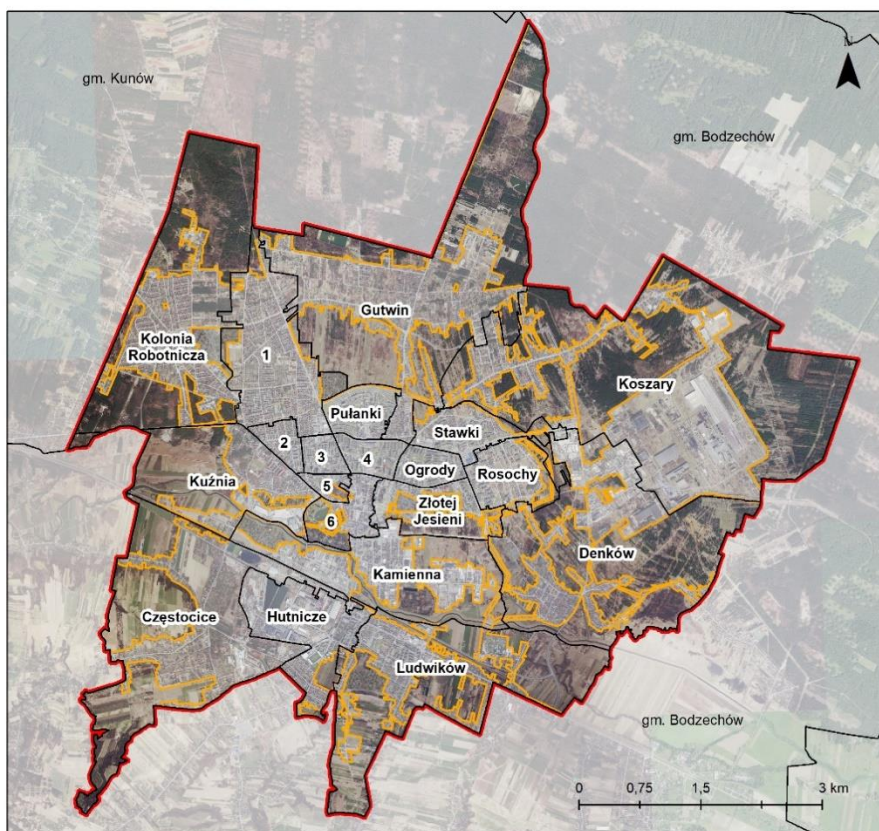 gm. Kunów
gm. Bodzechów
Gutwin
Kolonia
Robotnicza
1
Koszary
Pułanki
Stawki
2
3
4
Ogrody
Rosochy
Kuźnia
5
Złotej
Jesieni
6
Denków
Kamienna
Częstocice
Hutnicze
Ludwików
gm. Bodzechów
0 0,75 1,5 3 km